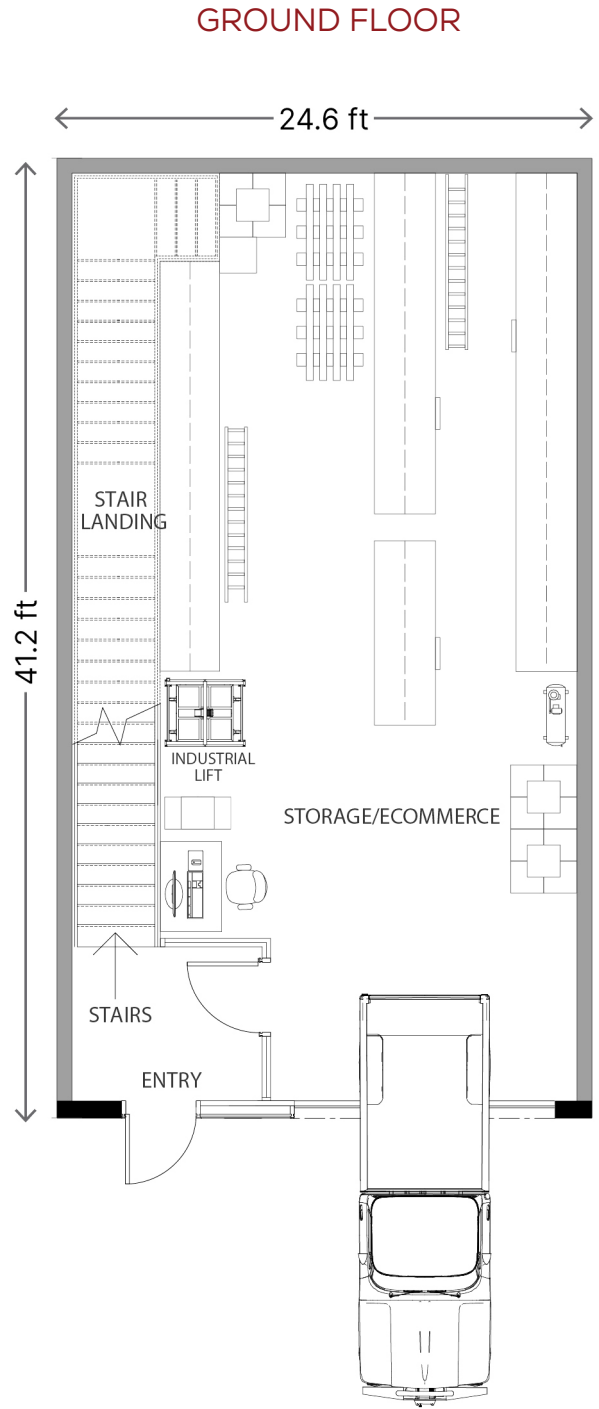 GROUND FLOOR
24.6 ft
41.2 ft
STAIR
LANDING
INDUSTRIAL
LIFT
STORAGE/ECOMMERCE
STAIRS
ENTRY